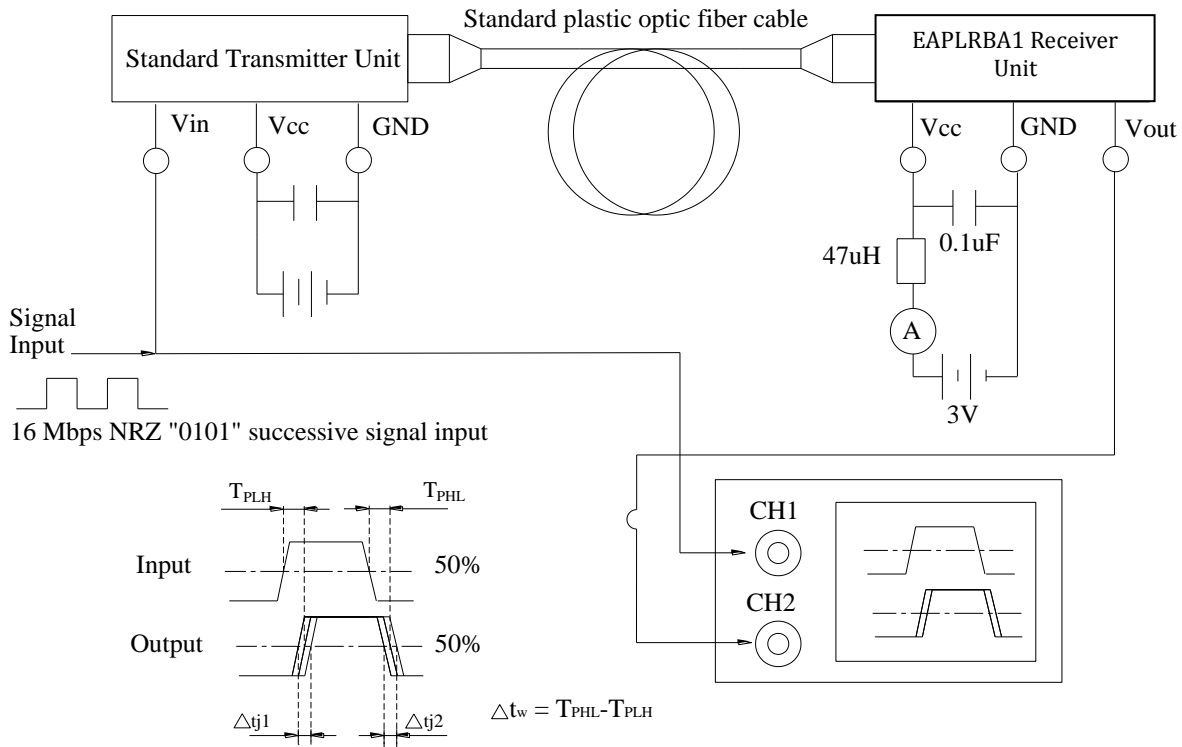 Standard plastic optic fiber cable
Standard Transmitter Unit
EAPLRBA1 Receiver
Unit
Vin
Vcc
GND
Vcc
GND
Vout
0.1uF
47uH
A
3V
Signal
Input
16 Mbps NRZ "0101" successive signal input
TPLH
TPHL
Input
50%
Output
50%
△tj1
△tj2
△tw = TPHL-TPLH
CH1
CH2